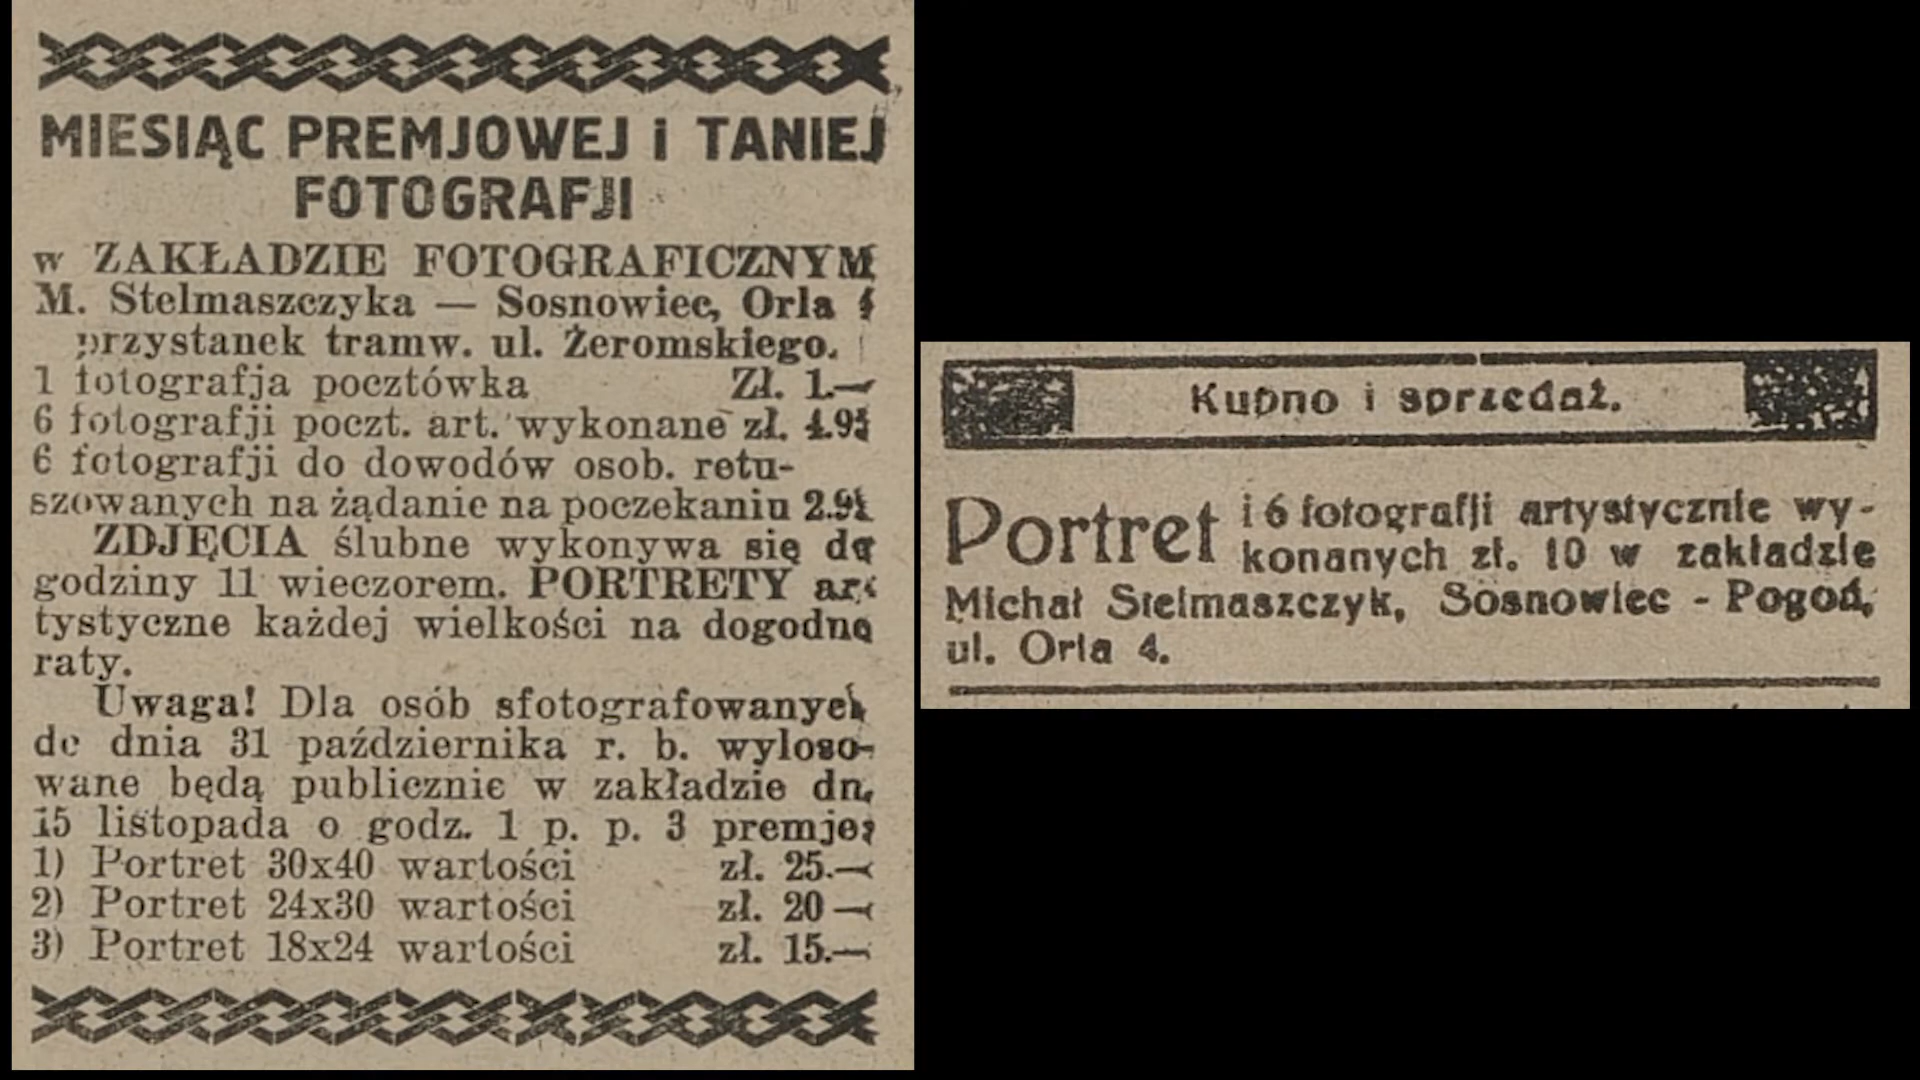 MIESIĄC PREMJOWEJ i TANIEJ
FOTOGRAFJI
w ZAKŁADZIE FOTOGRAFICZNYM
M. Stelmaszczyka — Sosnowiec, Orla 4
przystanek tramw. ul. Żeromskiego.
1 fotografja pocztówka Zł. 1.—
6 fotografji poczt. art. wykonane zł. 4.95
6 fotografji do dowodów osob. retu-
szowanych na żądanie na poczekaniu
ZDJĘCIA ślubne wykonywa się do
godziny 11 wieczorem. PORTRETY ar-
tystyczne każdej wielkości na dogodne
raty.
Uwaga! Dla osób sfotografowanych
do dnia 31 października r. b. wyloso-
wane będą publicznie w zakładzie dn.
15 listopada o godz. 1 p. p. 3 premje:
1) Portret 30x40 wartości zł. 25.—
2) Portret 24x30 wartości zł. 20—
3) Portret 18x24 wartości zł. 15.—
Kupno i sprzedaż.
Portret i 6 fotografji artystycznie wy-
konanych zł. 10 w zakładzie
Michał Stelmaszczyk, Sosnowiec - Pogoń,
ul. Orla 4.